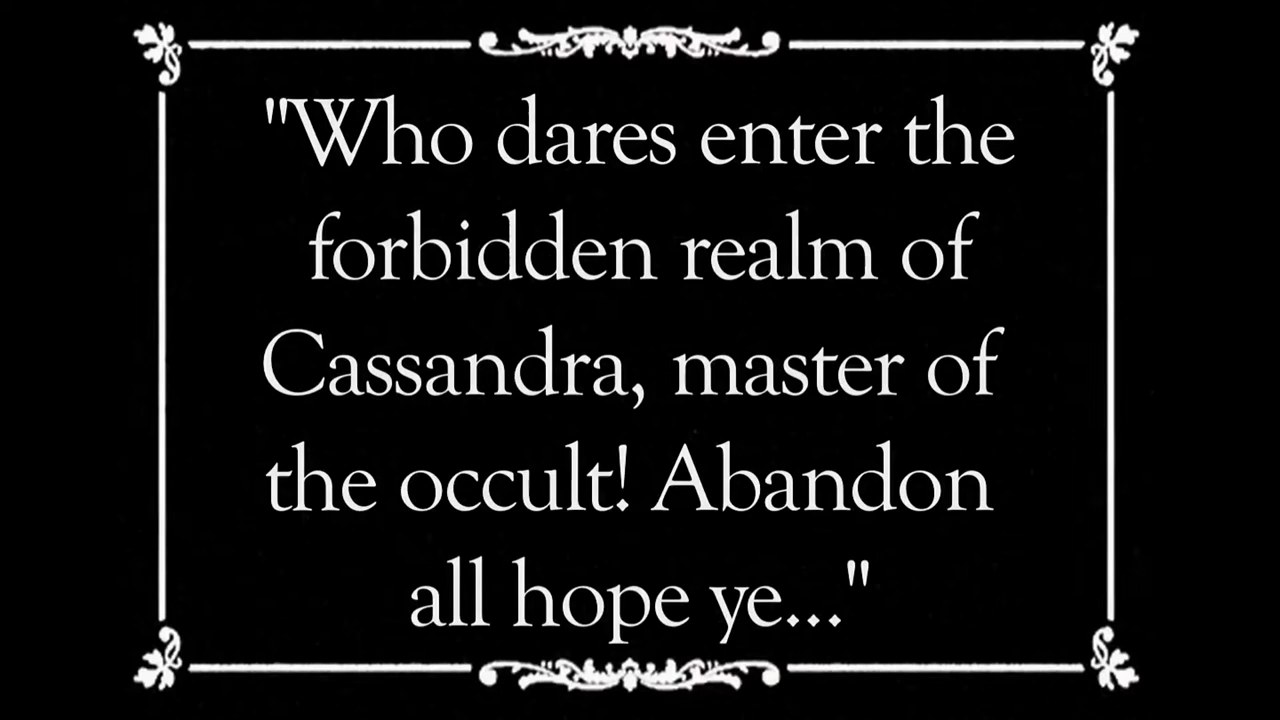 "Who dares enter the
forbidden realm of
Cassandra, master of
the occult! Abandon
all hope ye..."